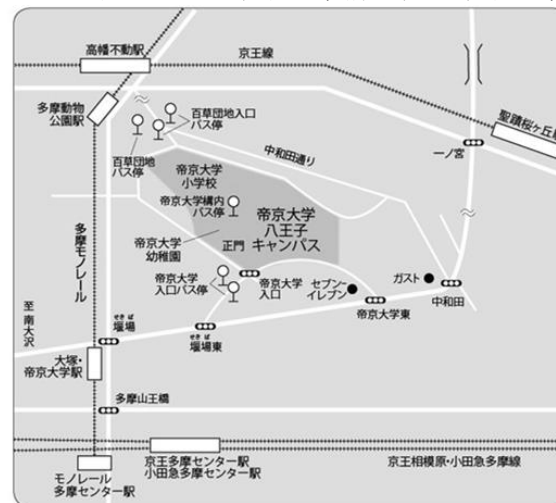 高幡不動駅
京王線
多摩動物
公園駅
百草団地入口
バス停
百草団地
バス停
中和田通り
聖蹟桜ヶ丘駅
一ノ宮
帝京大学
小学校
帝京大学構内
バス停
帝京大学
八王子
キャンパス
帝京大学
幼稚園
正門
多摩モノレール
帝京大学
入口バス停
帝京大学
入口
セブン-
イレブン
ガスト
中和田
帝京大学東
至南大沢
せきば
堰場
せきば
堰場東
大塚・
帝京大学駅
多摩山王橋
モノレール
多摩センター駅
京王多摩センター駅
小田急多摩センター駅
京王相模原・小田急多摩線